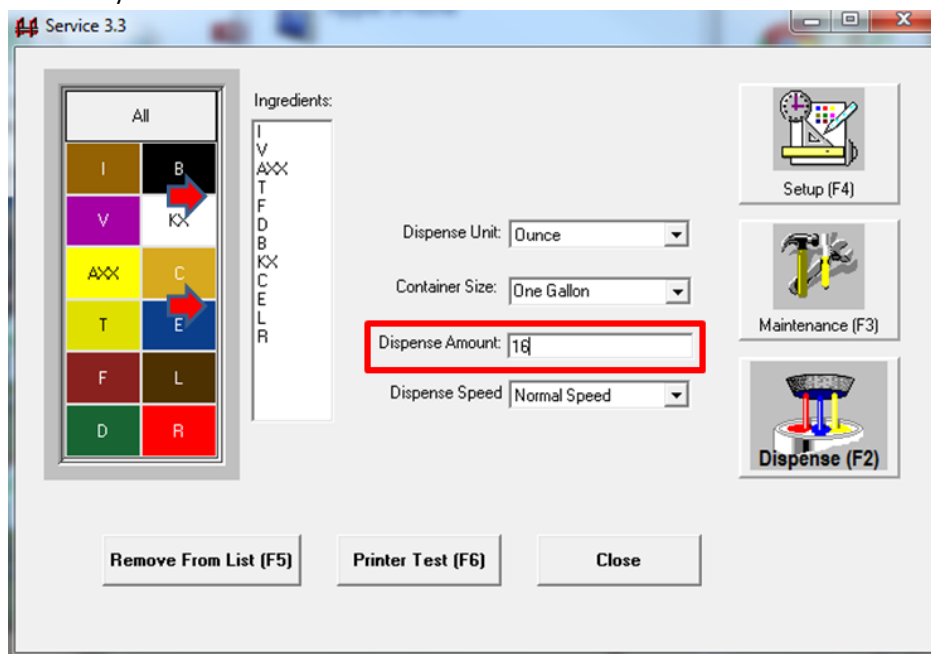 Service 3.3
All
I B
V KX
AXX C
T E
F L
D R
Ingredients:
I
V
AXX
T
F
D
B
KX
C
E
L
R
Dispense Unit: Ounce
Container Size: One Gallon
Dispense Amount: 16
Dispense Speed Normal Speed
Setup (F4)
Maintenance (F3)
Dispense (F2)
Remove From List (F5) Printer Test (F6) Close